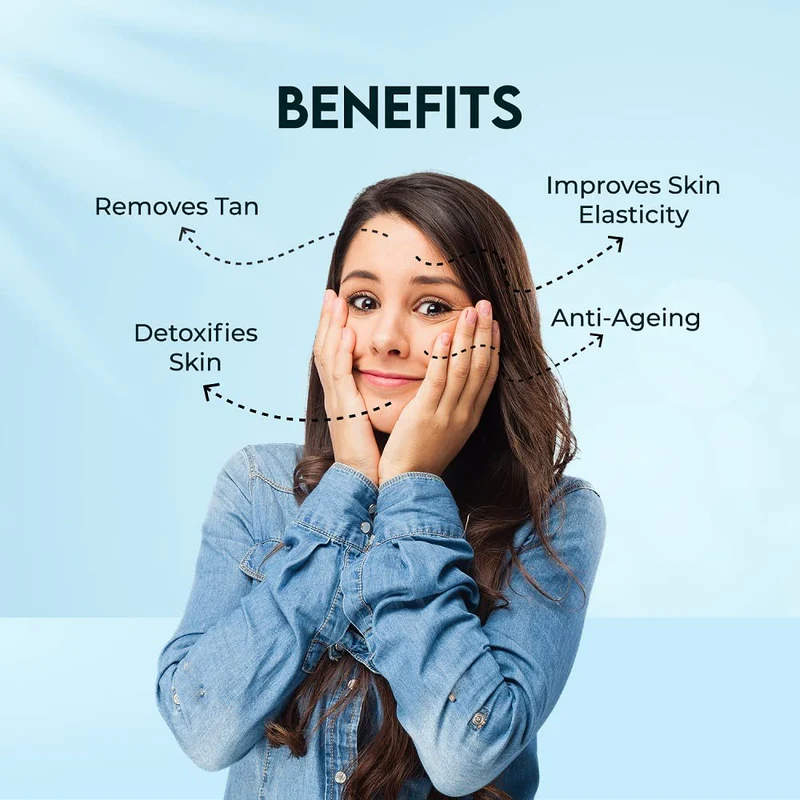 BENEFITS
Removes Tan
Improves Skin
Elasticity
Detoxifies
Skin
Anti-Ageing